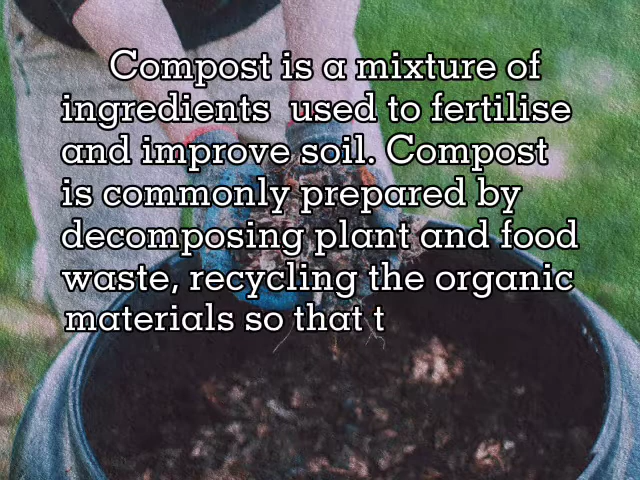 Compost is a mixture of
ingredients  used to fertilise
and improve soil. Compost
is commonly prepared by
decomposing plant and food
waste, recycling the organic
materials so that t